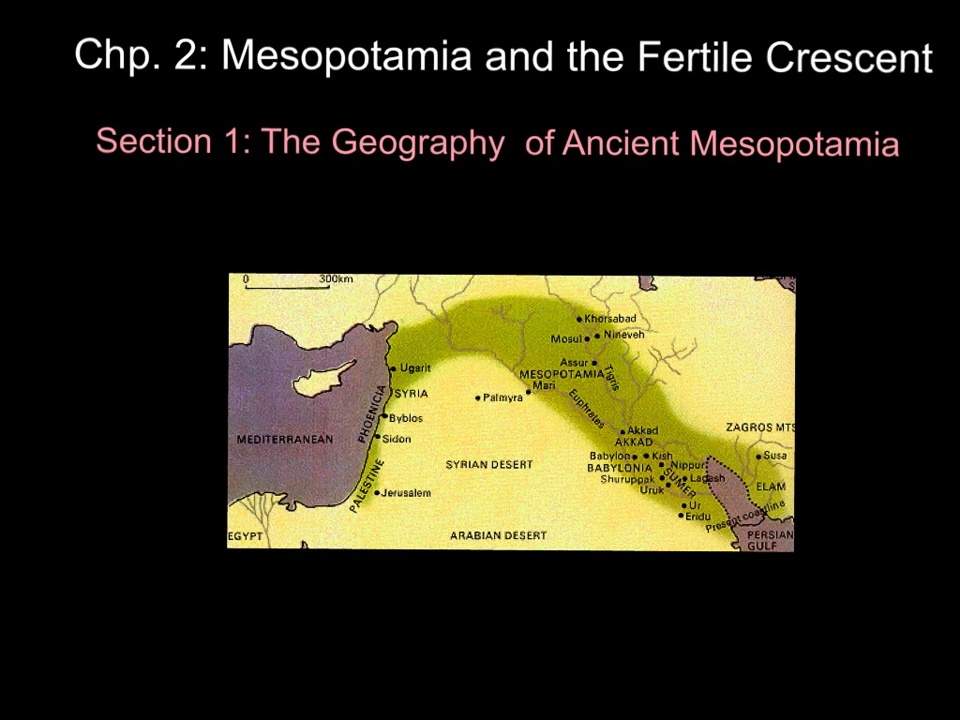 Chp. 2: Mesopotamia and the Fertile Crescent
Section 1: The Geography of Ancient Mesopotamia
0 300km
Khorsabad
Mosul Nineveh
Assur
MESOPOTAMIA
Tigris
Ugarit
Mari
SYRIA
Palmyra
Euphrates
PHOENICIA
Byblos
Akkad
AKKAD
ZAGROS MTS
MEDITERRANEAN
Sidon
Babylon Kish
Susa
SYRIAN DESERT
BABYLONIA
Nippur
Shuruppak
SUMER
Lagash
ELAM
PALESTINE
Jerusalem
Uruk
Ur
Eridu
Present coastline
EGYPT
ARABIAN DESERT
PERSIAN
GULF